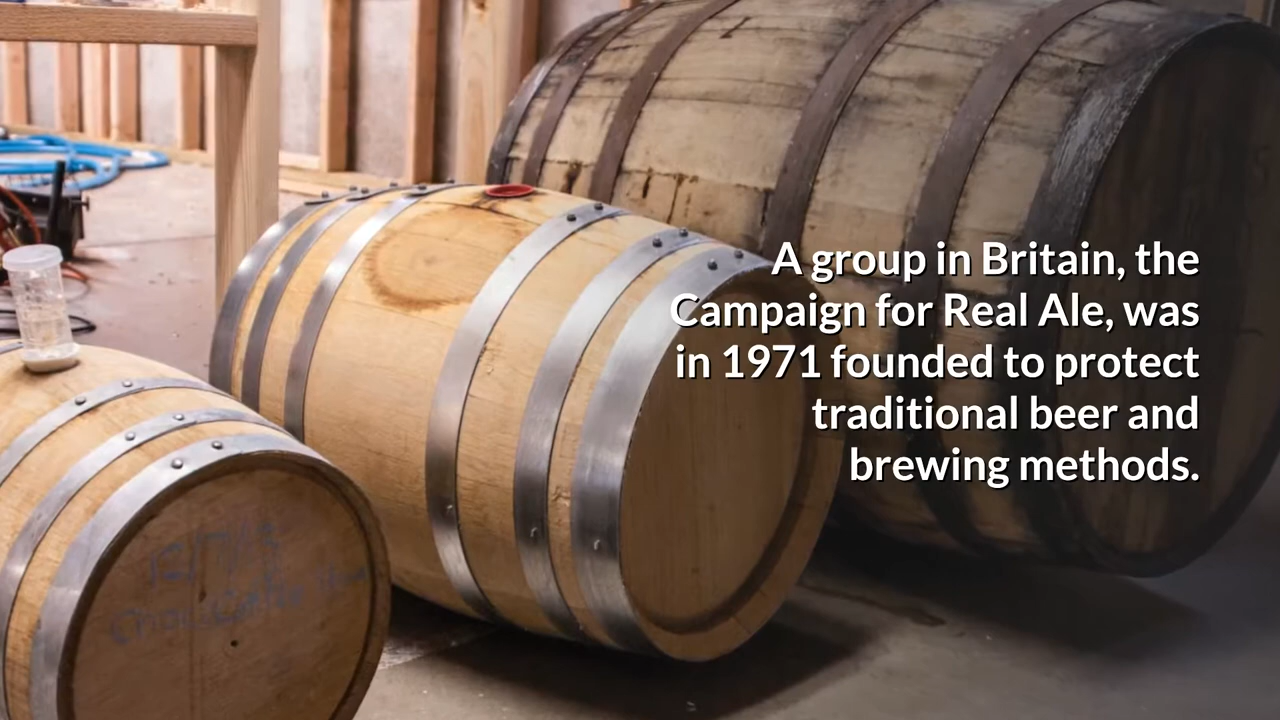 A group in Britain, the
Campaign for Real Ale, was
in 1971 founded to protect
traditional beer and
brewing methods.